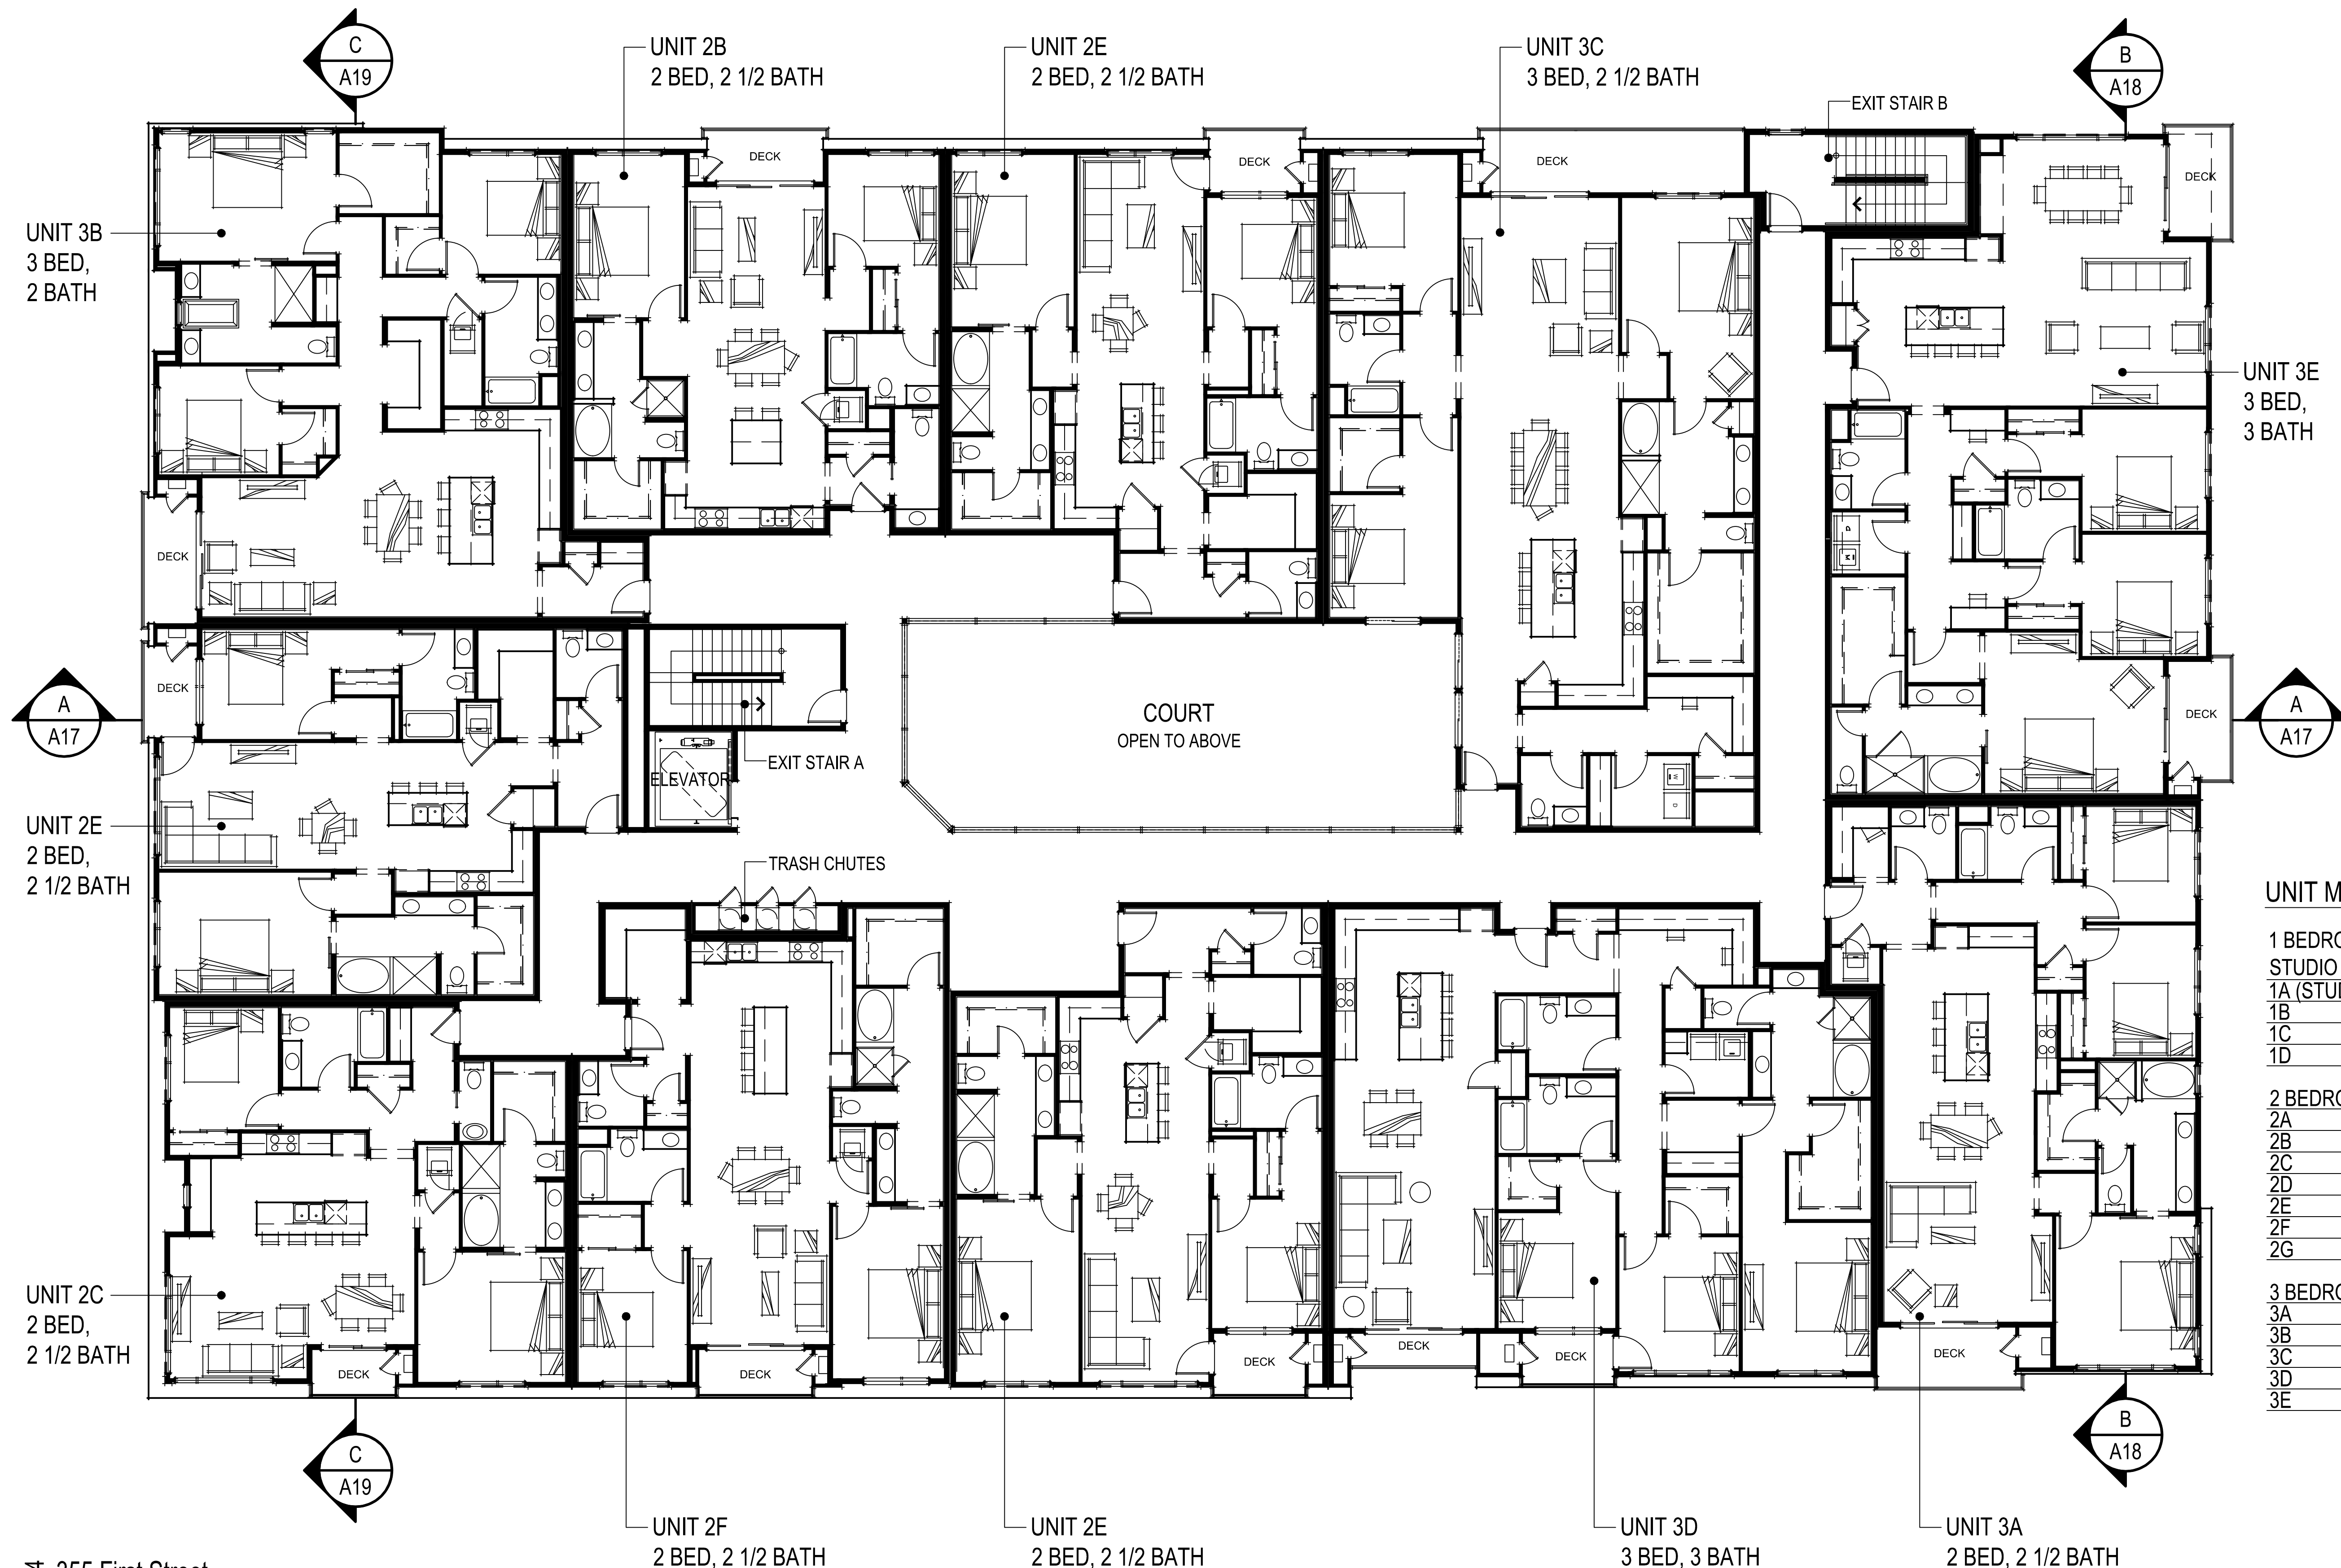 C
A19
UNIT 2B
2 BED, 2 1/2 BATH
UNIT 2E
2 BED, 2 1/2 BATH
UNIT 3C
3 BED, 2 1/2 BATH
B
A18
EXIT STAIR B
DECK
DECK
DECK
DECK
UNIT 3B
3 BED,
2 BATH
UNIT 3E
3 BED,
3 BATH
DECK
DECK
A
A17
COURT
OPEN TO ABOVE
DECK
A
A17
EXIT STAIR A
ELEVATOR
UNIT 2E
2 BED,
2 1/2 BATH
TRASH CHUTES
UNIT M
1 BEDRO
STUDIO
1A (STUD
1B
1C
1D
2 BEDRO
2A
2B
2C
2D
2E
2F
2G
3 BEDRO
3A
3B
3C
3D
3E
UNIT 2C
2 BED,
2 1/2 BATH
DECK
DECK
DECK
DECK
DECK
DECK
C
A19
B
A18
UNIT 2F
2 BED, 2 1/2 BATH
UNIT 2E
2 BED, 2 1/2 BATH
UNIT 3D
3 BED, 3 BATH
UNIT 3A
2 BED, 2 1/2 BATH
355 First Street